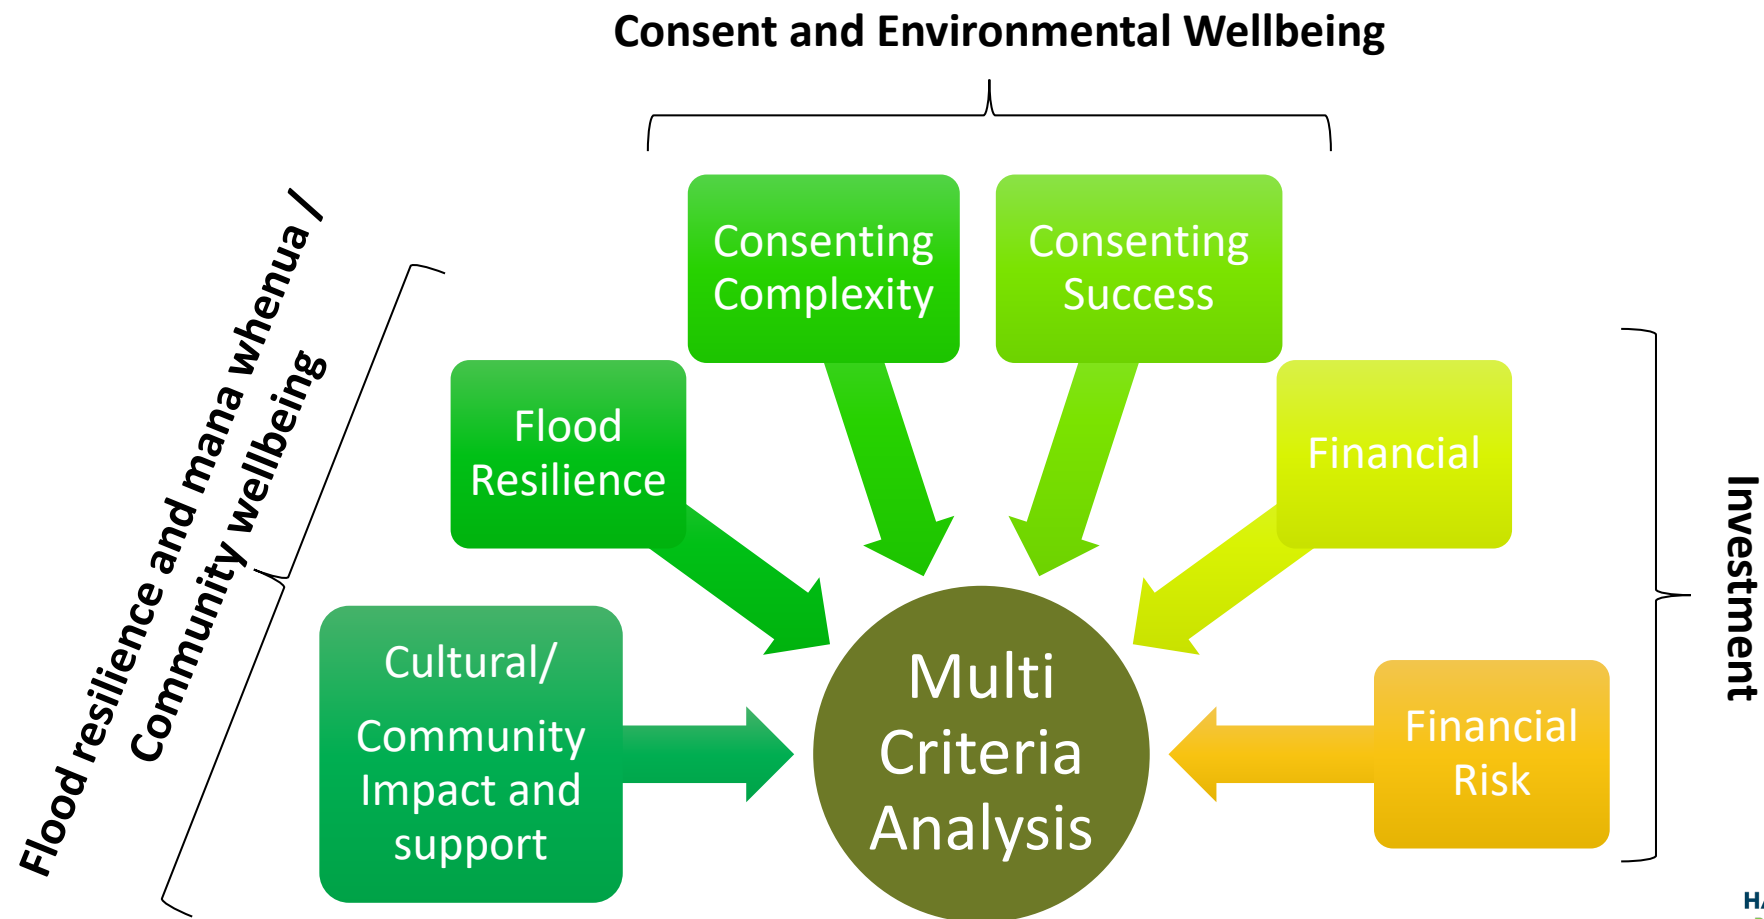 Consent and Environmental Wellbeing
Flood resilience and mana whenua /
Community wellbeing
Consenting
Complexity
Consenting
Success
Flood
Resilience
Financial
Cultural/
Community
Impact and
support
Multi
Criteria
Analysis
Financial
Risk
Investment